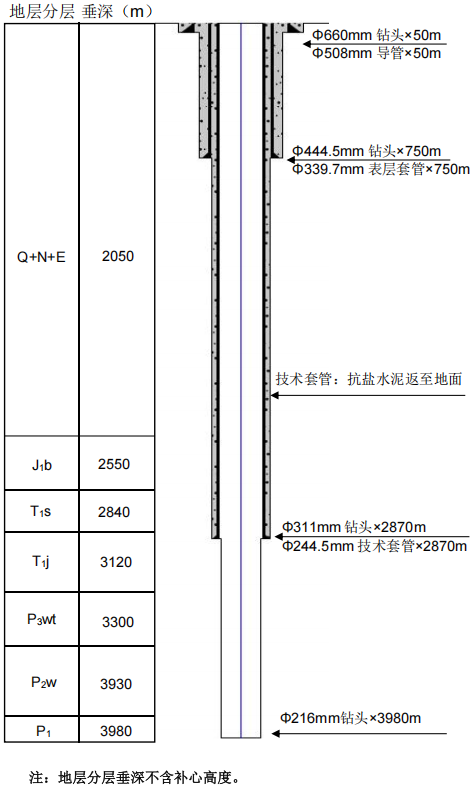 地层分层 垂深（m）
Φ660mm 钻头×50m
Φ508mm 导管×50m
Φ444.5mm 钻头×750m
Φ339.7mm 表层套管×750m
Q+N+E 2050
技术套管：抗盐水泥返至地面
J₁b 2550
T₁s 2840
Φ311mm 钻头×2870m
Φ244.5mm 技术套管×2870m
T₁j 3120
P₃wt 3300
P₂w 3930
Φ216mm钻头×3980m
P₁ 3980
注：地层分层垂深不含补心高度。